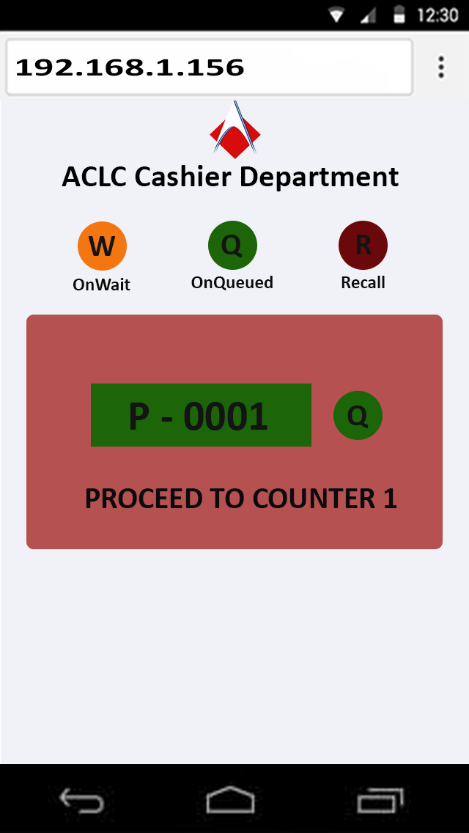 12:30
192.168.1.156
ACLC Cashier Department
W Q R
OnWait OnQueued Recall
P - 0001 Q
PROCEED TO COUNTER 1